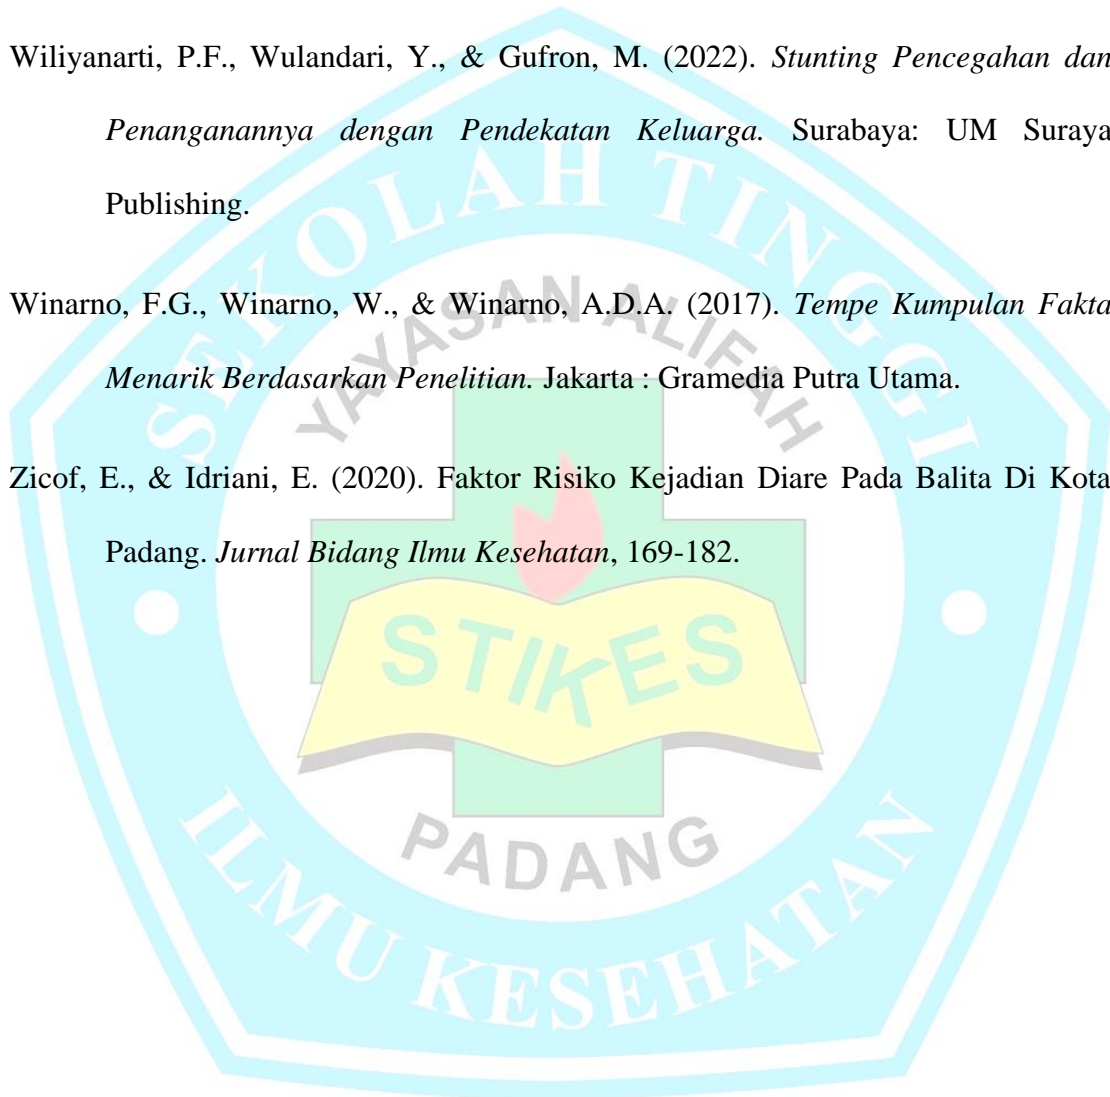 Wiliyanarti, P.F., Wulandari, Y., & Gufron, M. (2022). Stunting Pencegahan dan
Penanganannya dengan Pendekatan Keluarga. Surabaya: UM Suraya
Publishing.
Winarno, F.G., Winarno, W., & Winarno, A.D.A. (2017). Tempe Kumpulan Fakta
Menarik Berdasarkan Penelitian. Jakarta : Gramedia Putra Utama.
Zicof, E., & Idriani, E. (2020). Faktor Risiko Kejadian Diare Pada Balita Di Kota
Padang. Jurnal Bidang Ilmu Kesehatan, 169-182.
SEKOLAH TINGGI
YAYASAN ALIFAH
STIKES
PADANG
ILMU KESEHATAN